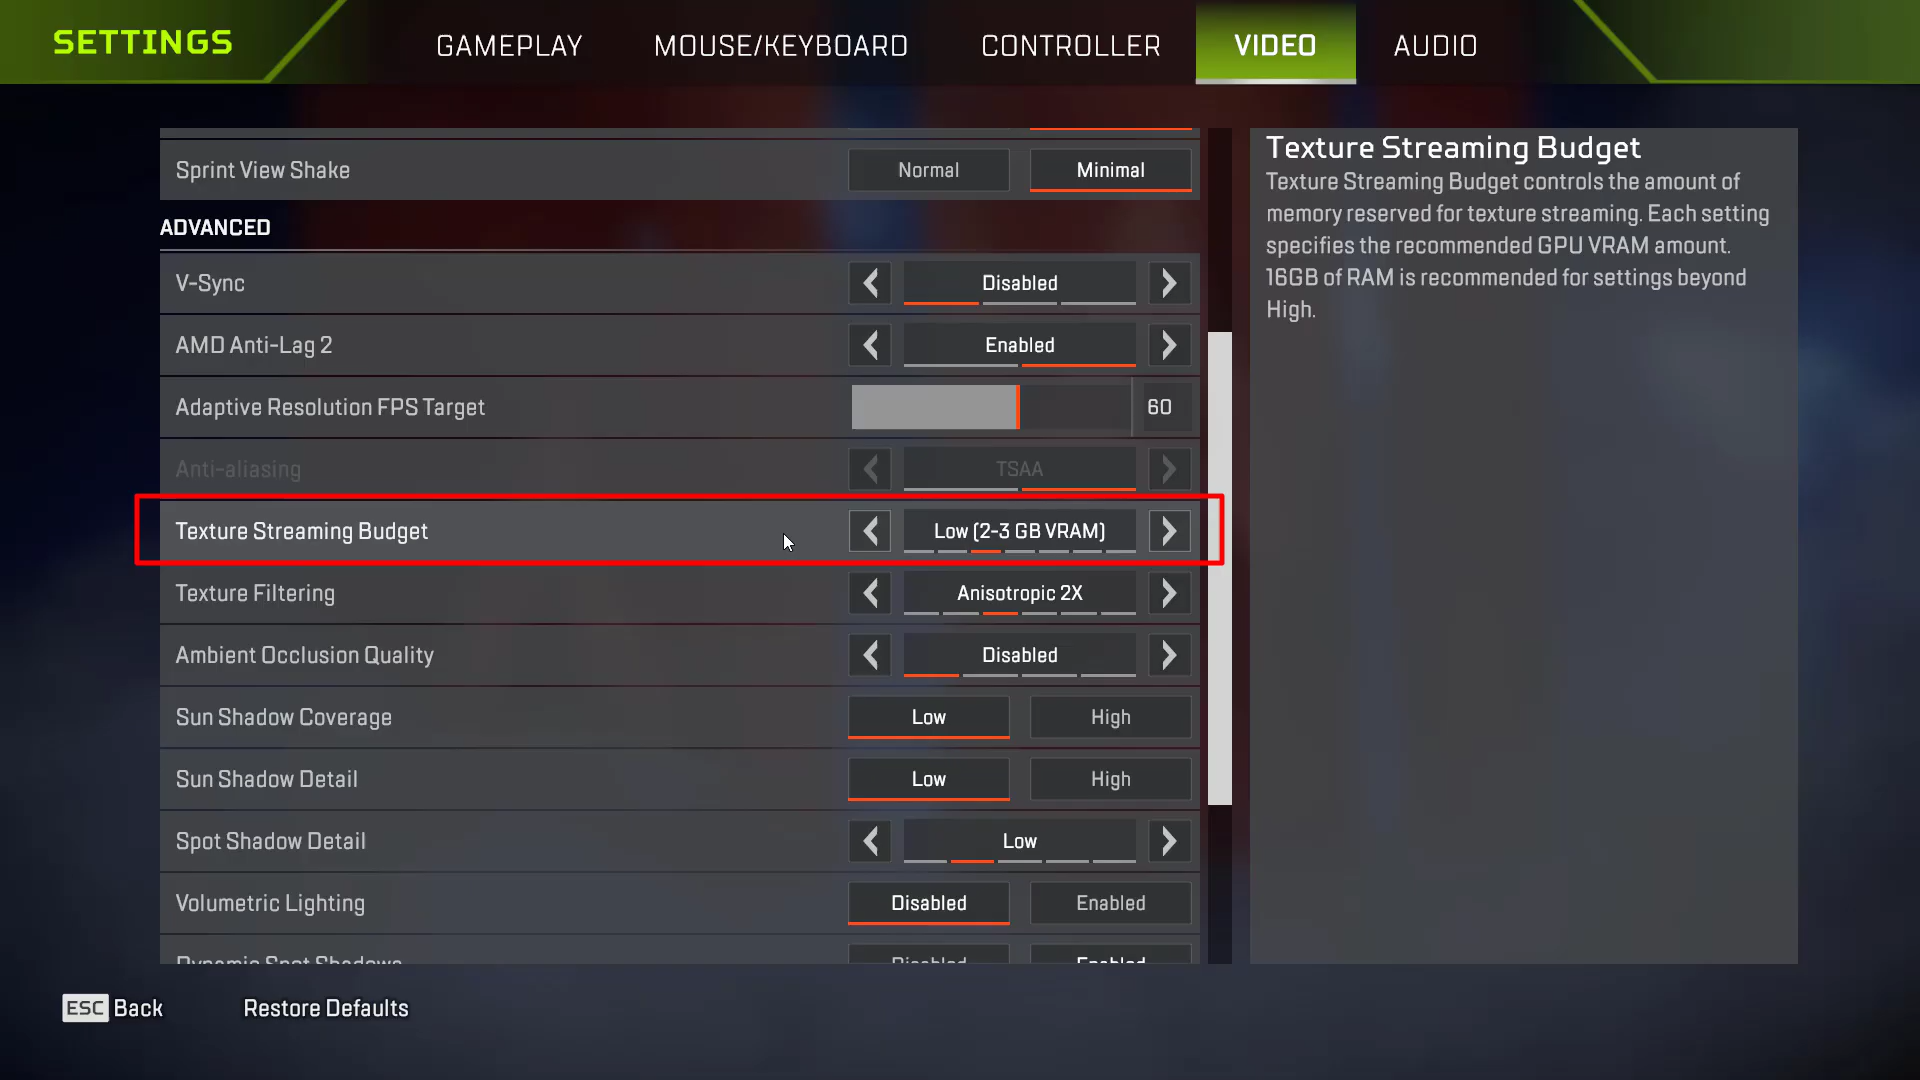 SETTINGS
GAMEPLAY
MOUSE/KEYBOARD
CONTROLLER
VIDEO
AUDIO
Sprint View Shake
Normal
Minimal
ADVANCED
V-Sync
Disabled
AMD Anti-Lag 2
Enabled
Adaptive Resolution FPS Target
60
Anti-aliasing
TSAA
Texture Streaming Budget
Low (2-3 GB VRAM)
Texture Filtering
Anisotropic 2X
Ambient Occlusion Quality
Disabled
Sun Shadow Coverage
Low
High
Sun Shadow Detail
Low
High
Spot Shadow Detail
Low
Volumetric Lighting
Disabled
Enabled
Dynamic Spot Shadows
Disabled
Enabled
Texture Streaming Budget
Texture Streaming Budget controls the amount of
memory reserved for texture streaming. Each setting
specifies the recommended GPU VRAM amount.
16GB of RAM is recommended for settings beyond
High.
ESC Back
Restore Defaults